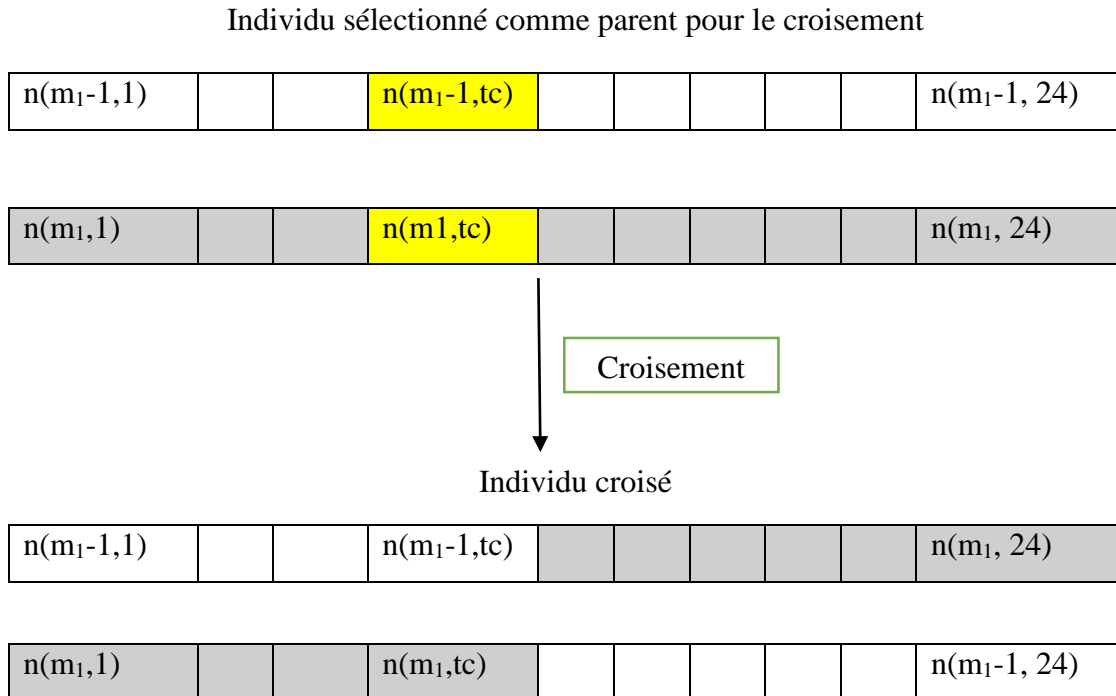 Individu sélectionné comme parent pour le croisement
n(m₁-1,1) n(m₁-1,tc) n(m₁-1, 24)
n(m₁,1) n(m1,tc) n(m₁, 24)
Croisement
Individu croisé
n(m₁-1,1) n(m₁-1,tc) n(m₁, 24)
n(m₁,1) n(m₁,tc) n(m₁-1, 24)